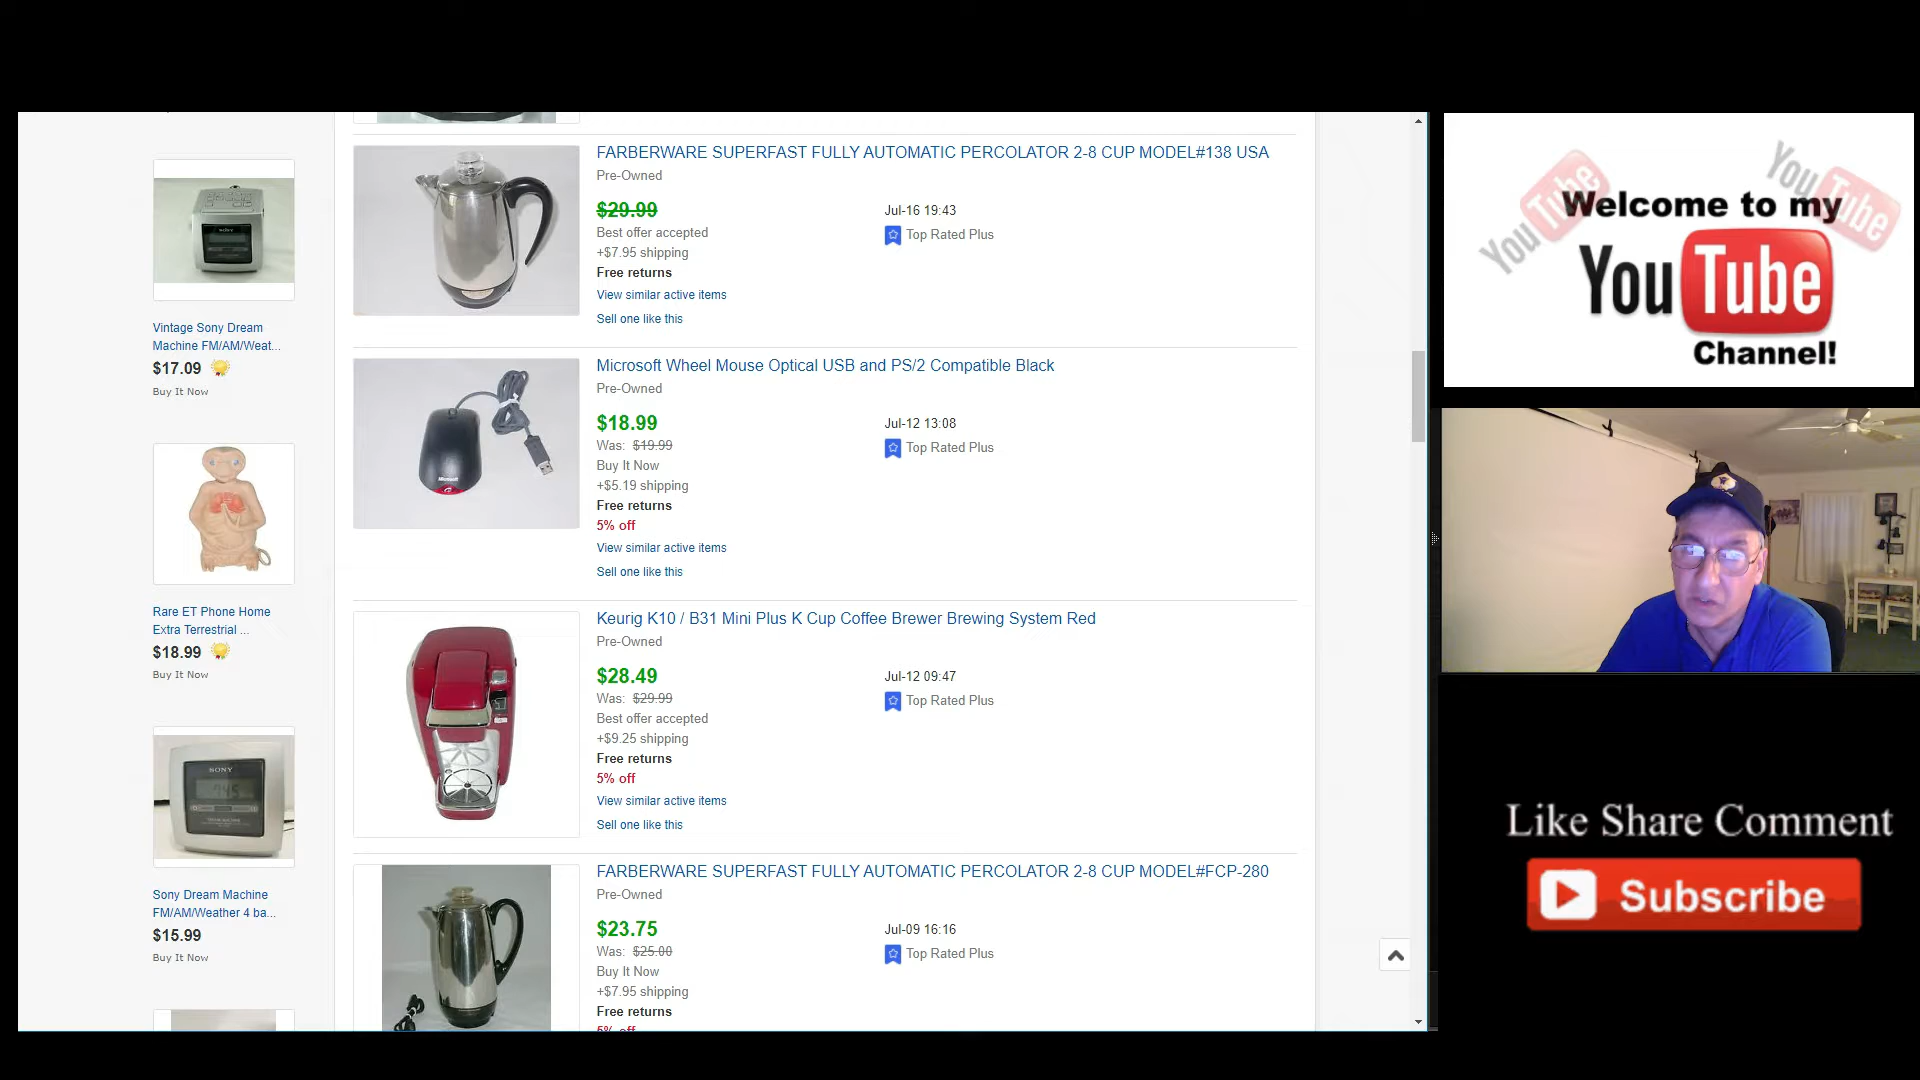 Vintage Sony Dream
Machine FM/AM/Weat...
$17.09
Buy It Now
Rare ET Phone Home
Extra Terrestrial ...
$18.99
Buy It Now
SONY
Sony Dream Machine
FM/AM/Weather 4 ba...
$15.99
Buy It Now
FARBERWARE SUPERFAST FULLY AUTOMATIC PERCOLATOR 2-8 CUP MODEL#138 USA
Pre-Owned
$29.99
Jul-16 19:43
Best offer accepted
Top Rated Plus
+$7.95 shipping
Free returns
View similar active items
Sell one like this
Microsoft Wheel Mouse Optical USB and PS/2 Compatible Black
Pre-Owned
$18.99
Jul-12 13:08
Was: $19.99
Top Rated Plus
Buy It Now
+$5.19 shipping
Free returns
5% off
View similar active items
Sell one like this
Microsoft
Keurig K10 / B31 Mini Plus K Cup Coffee Brewer Brewing System Red
Pre-Owned
$28.49
Jul-12 09:47
Was: $29.99
Top Rated Plus
Best offer accepted
+$9.25 shipping
Free returns
5% off
View similar active items
Sell one like this
FARBERWARE SUPERFAST FULLY AUTOMATIC PERCOLATOR 2-8 CUP MODEL#FCP-280
Pre-Owned
$23.75
Jul-09 16:16
Was: $25.00
Top Rated Plus
Buy It Now
+$7.95 shipping
Free returns
5% off
You Tube
You Tube
Welcome to my
YouTube
Channel!
Like Share Comment
Subscribe